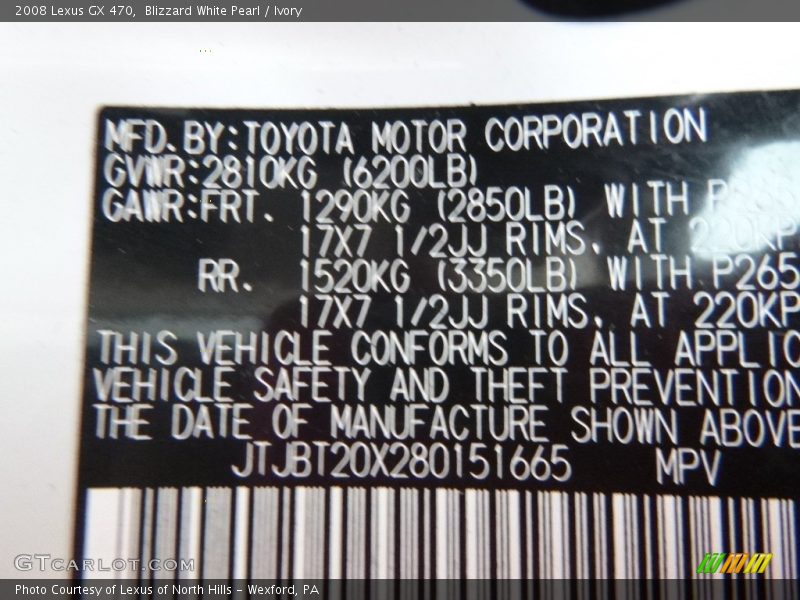 2008 Lexus GX 470, Blizzard White Pearl / Ivory
MFD.BY:TOYOTA MOTOR CORPORATION
GVWR:2810KG (6200LB)
GAWR:FRT. 1290KG (2850LB) WITH P265
17X7 1/2JJ RIMS, AT 220KP
RR. 1520KG (3350LB) WITH P265
17X7 1/2JJ RIMS, AT 220KP
THIS VEHICLE CONFORMS TO ALL APPLIC
VEHICLE SAFETY AND THEFT PREVENTION
THE DATE OF MANUFACTURE SHOWN ABOVE
JTJBT20X280151665 MPV
GTCARLOT.COM
Photo Courtesy of Lexus of North Hills - Wexford, PA